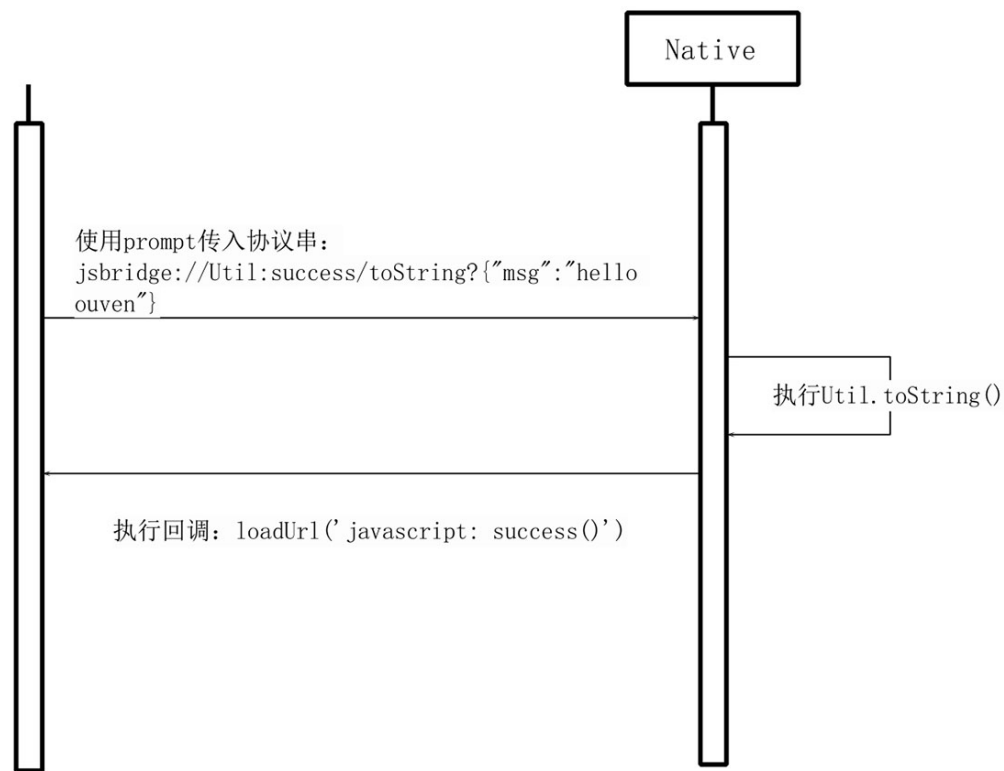 Native
使用prompt传入协议串：
jsbridge://Util:success/toString?{"msg":"hello
ouven"}
执行Util.toString()
执行回调：loadUrl('javascript: success()')